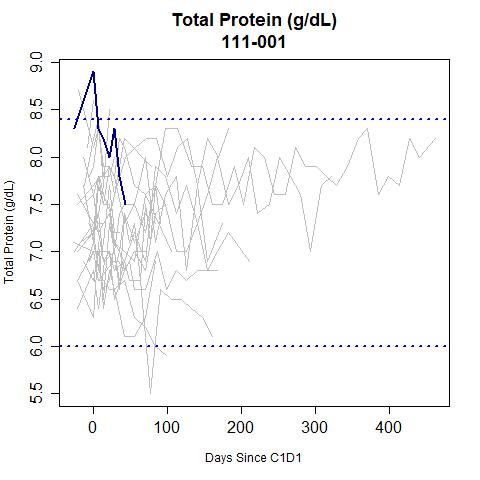 Total Protein (g/dL)
111-001
Total Protein (g/dL)
9.0
8.5
8.0
7.5
7.0
6.5
6.0
5.5
0 100 200 300 400
Days Since C1D1